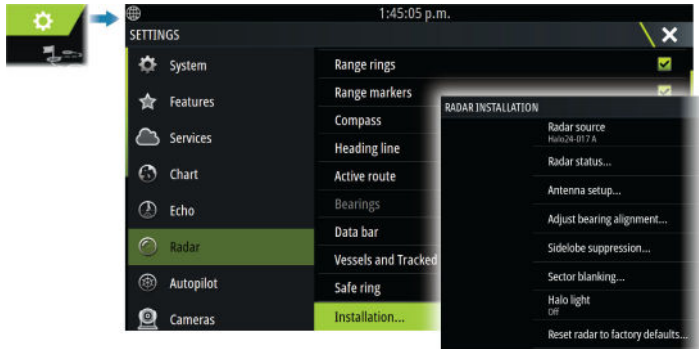 1:45:05 p.m.
SETTINGS
System
Features
Services
Chart
Echo
Radar
Autopilot
Cameras
Range rings
Range markers
Compass
Heading line
Active route
Bearings
Data bar
Vessels and Tracked
Safe ring
Installation...
RADAR INSTALLATION
Radar source
Halo24-017 A
Radar status...
Antenna setup...
Adjust bearing alignment...
Sidelobe suppression...
Sector blanking...
Halo light
Off
Reset radar to factory defaults...